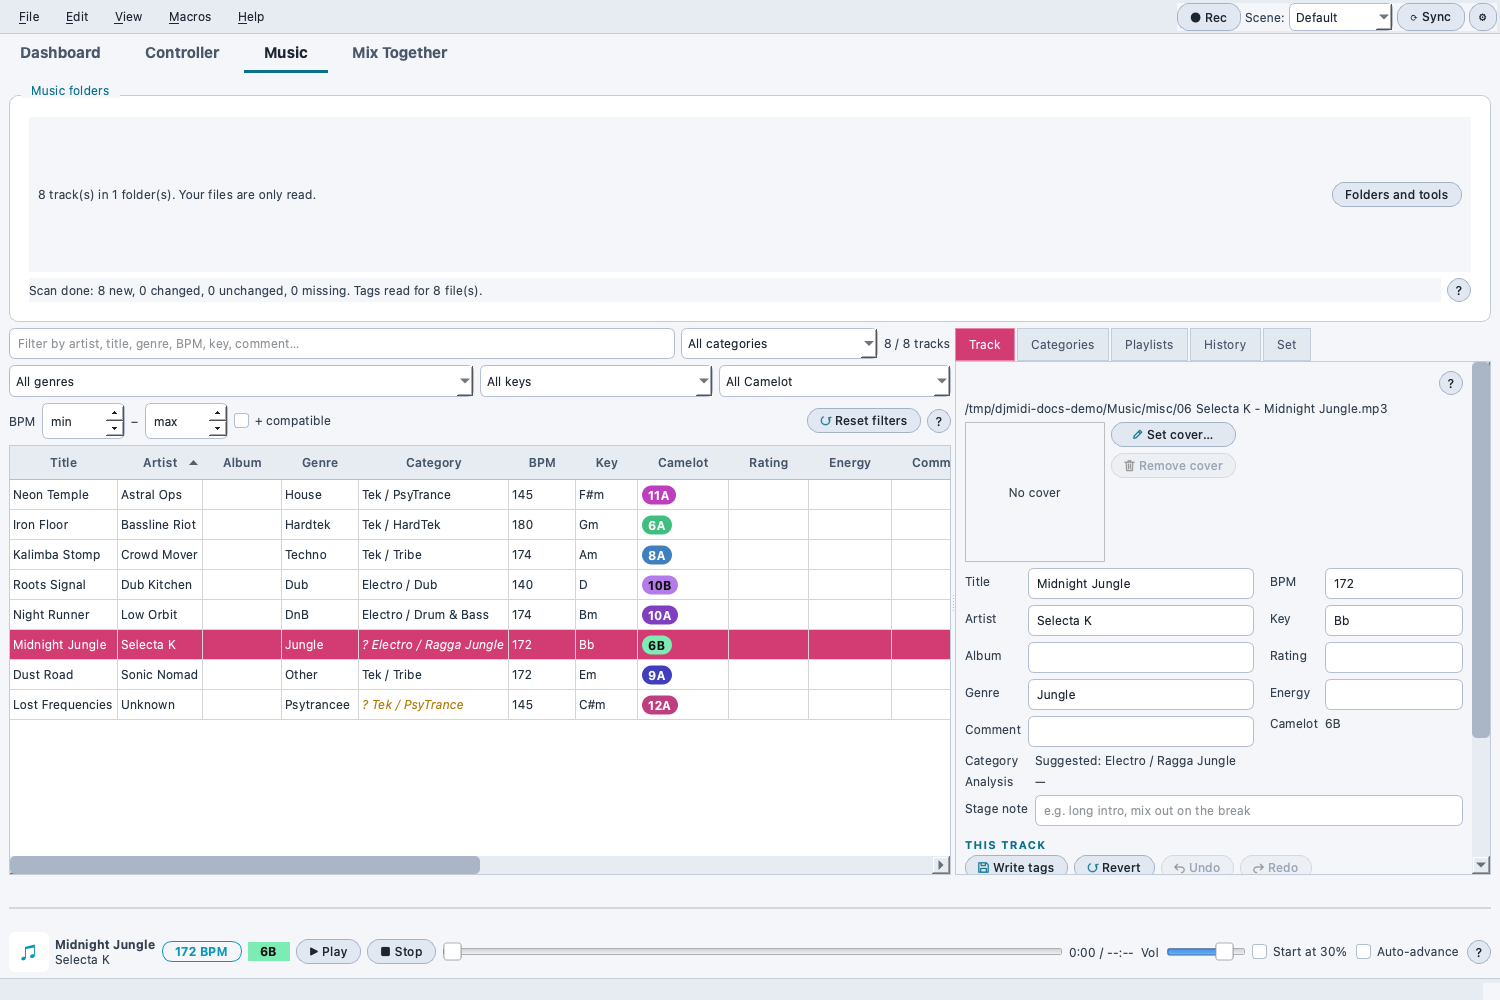 File Edit View Macros Help Rec Scene: Default Sync
Dashboard Controller Music Mix Together
Music folders
8 track(s) in 1 folder(s). Your files are only read. Folders and tools
Scan done: 8 new, 0 changed, 0 unchanged, 0 missing. Tags read for 8 file(s). ?
Filter by artist, title, genre, BPM, key, comment... All categories 8 / 8 tracks
All genres All keys All Camelot
BPM min – max + compatible Reset filters ?
Title Artist Album Genre Category BPM Key Camelot Rating Energy Comm
Neon Temple Astral Ops House Tek / PsyTrance 145 F#m 11A
Iron Floor Bassline Riot Hardtek Tek / HardTek 180 Gm 6A
Kalimba Stomp Crowd Mover Techno Tek / Tribe 174 Am 8A
Roots Signal Dub Kitchen Dub Electro / Dub 140 D 10B
Night Runner Low Orbit DnB Electro / Drum & Bass 174 Bm 10A
Midnight Jungle Selecta K Jungle ? Electro / Ragga Jungle 172 Bb 6B
Dust Road Sonic Nomad Other Tek / Tribe 172 Em 9A
Lost Frequencies Unknown Psytrancee ? Tek / PsyTrance 145 C#m 12A
Track Categories Playlists History Set
?
/tmp/djmidi-docs-demo/Music/misc/06 Selecta K - Midnight Jungle.mp3
Set cover...
Remove cover
No cover
Title Midnight Jungle BPM 172
Artist Selecta K Key Bb
Album Rating
Genre Jungle Energy
Comment Camelot 6B
Category Suggested: Electro / Ragga Jungle
Analysis —
Stage note e.g. long intro, mix out on the break
THIS TRACK
Write tags Revert Undo Redo
Midnight Jungle
Selecta K
172 BPM 6B Play Stop 0:00 / --:-- Vol Start at 30% Auto-advance ?